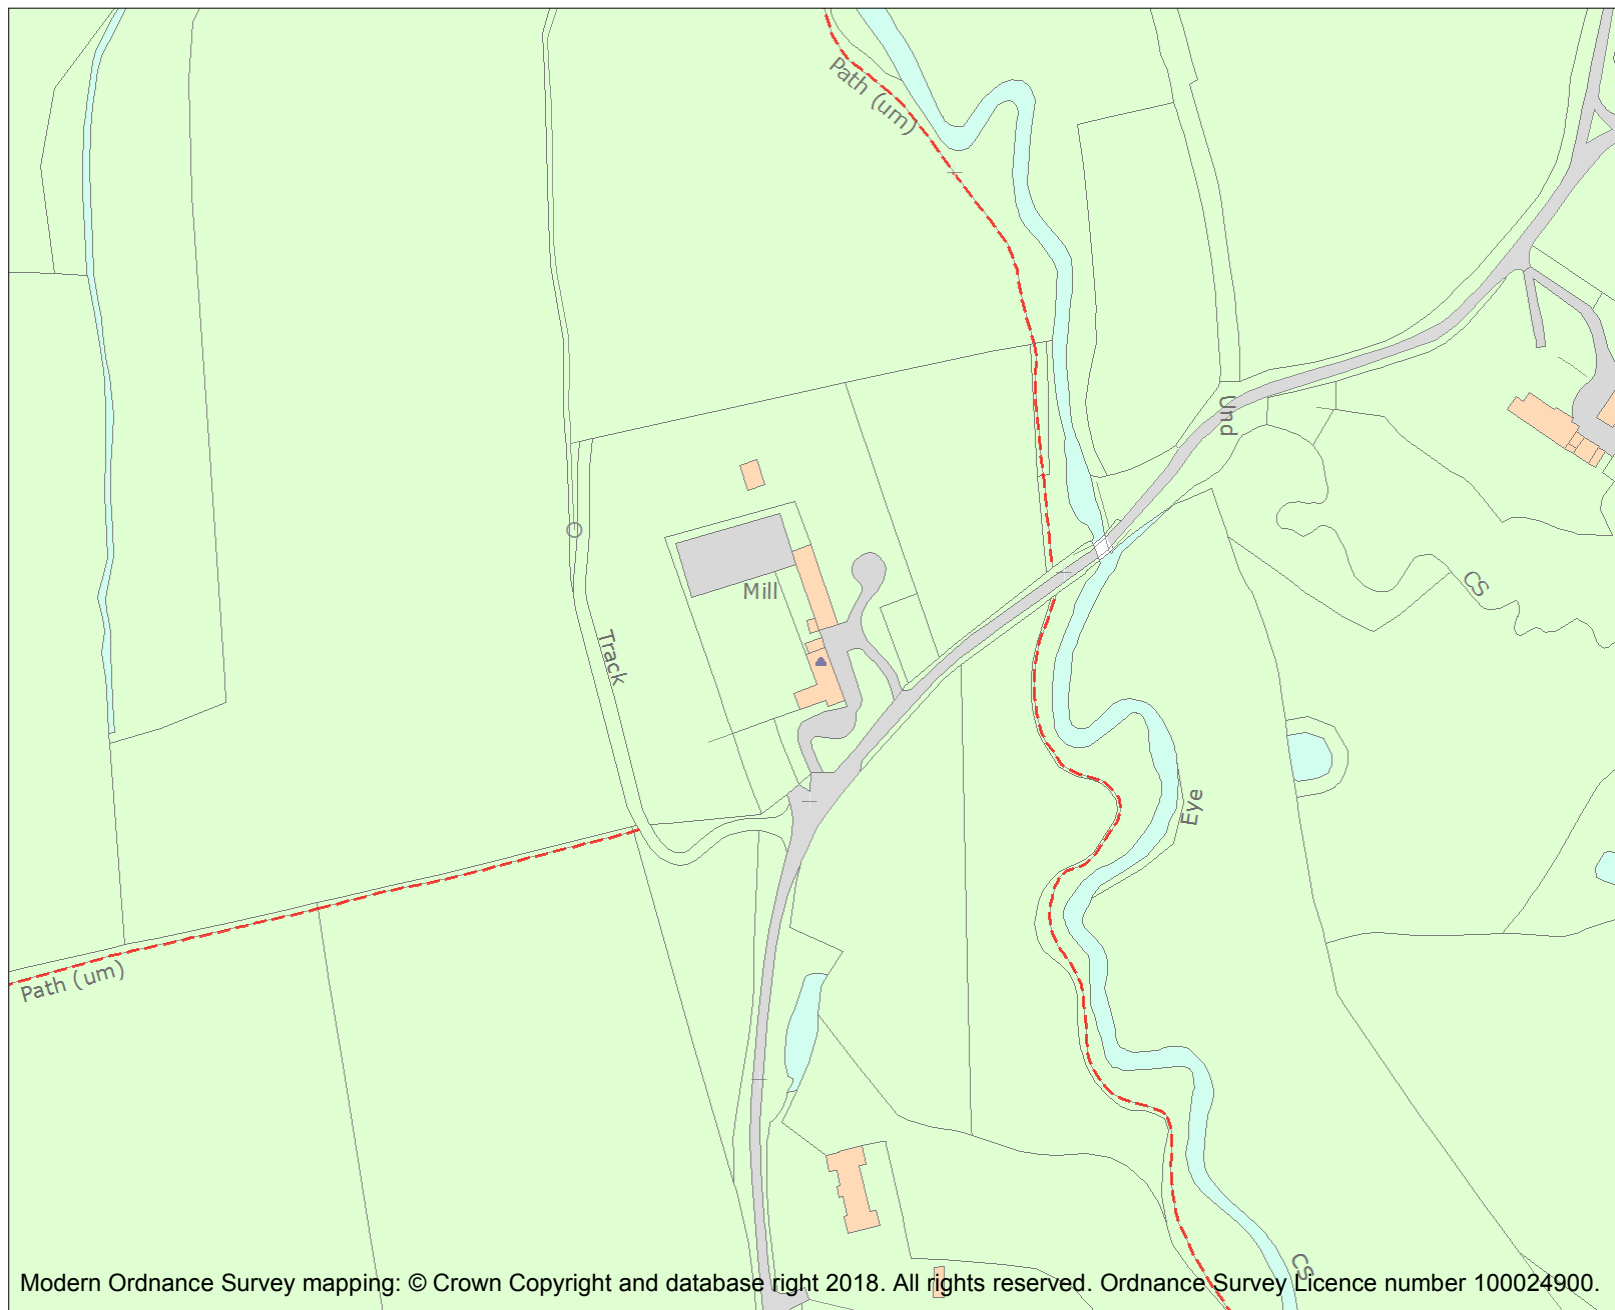 Path (um)
Und
Mill
CS
Track
Eye
Path (um)
CS
Modern Ordnance Survey mapping: © Crown Copyright and database right 2018. All rights reserved. Ordnance Survey Licence number 100024900.